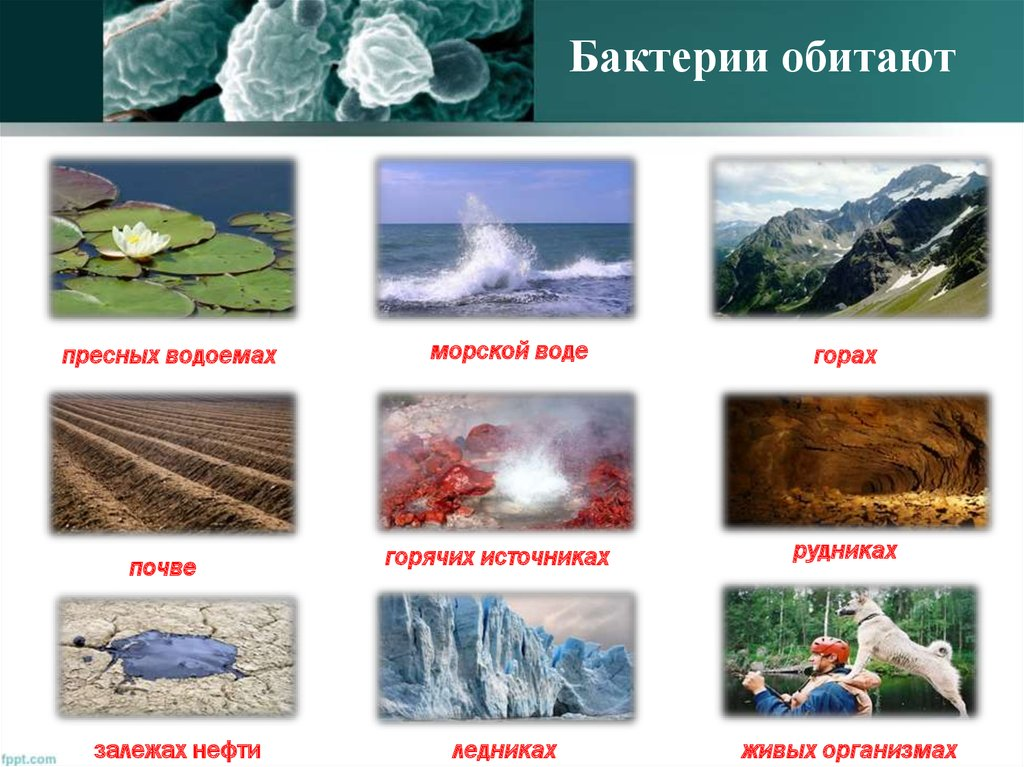 Бактерии обитают
пресных водоемах
морской воде
горах
почве
горячих источниках
рудниках
залежах нефти
ледниках
живых организмах
fppt.com